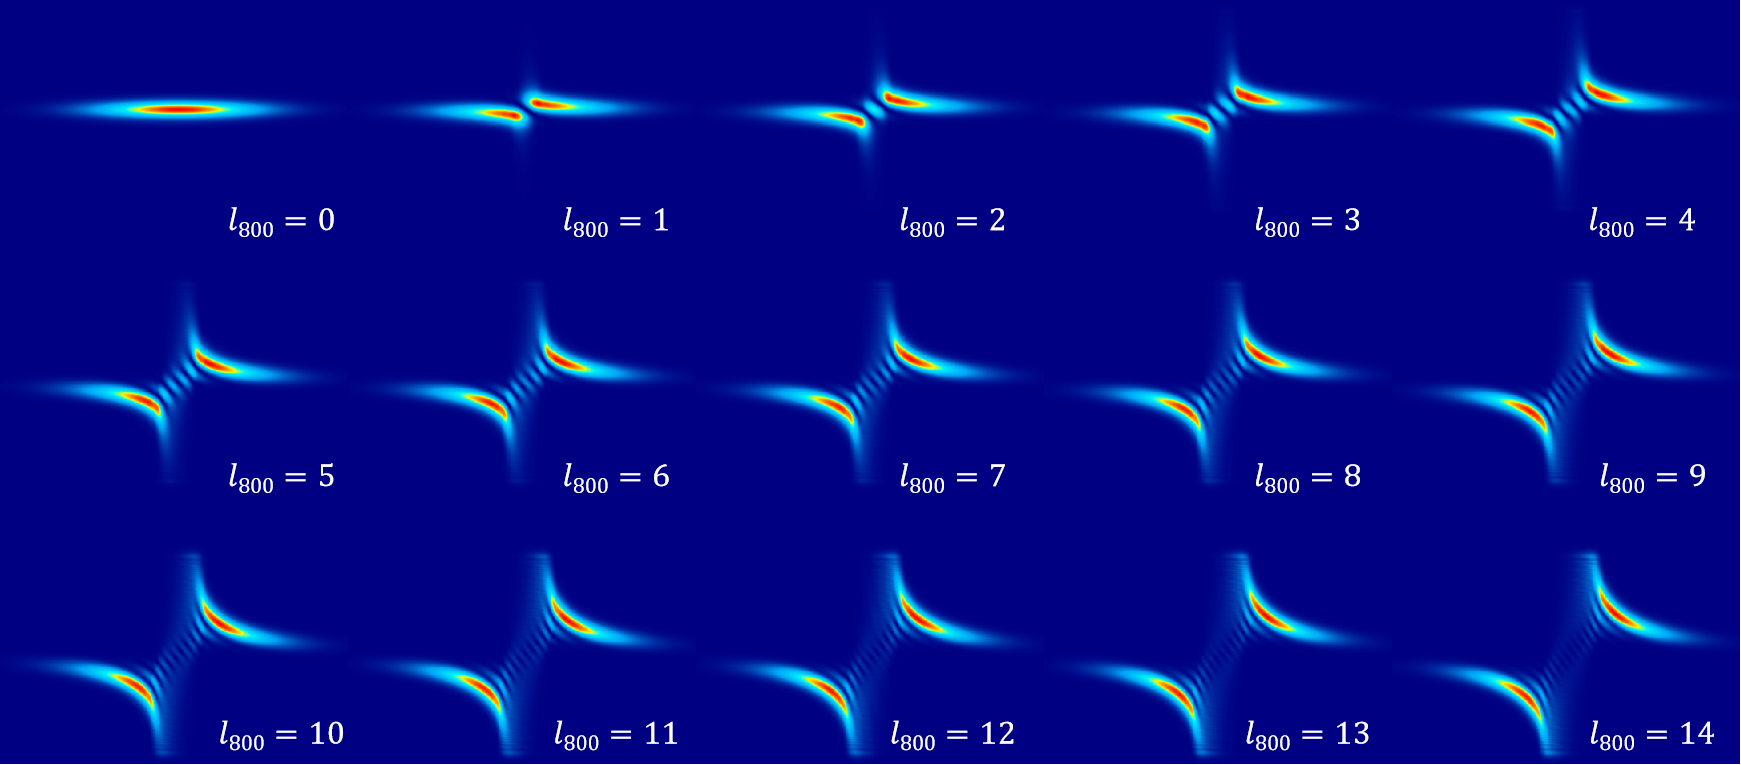 l₈₀₀ = 0
l₈₀₀ = 1
l₈₀₀ = 2
l₈₀₀ = 3
l₈₀₀ = 4
l₈₀₀ = 5
l₈₀₀ = 6
l₈₀₀ = 7
l₈₀₀ = 8
l₈₀₀ = 9
l₈₀₀ = 10
l₈₀₀ = 11
l₈₀₀ = 12
l₈₀₀ = 13
l₈₀₀ = 14